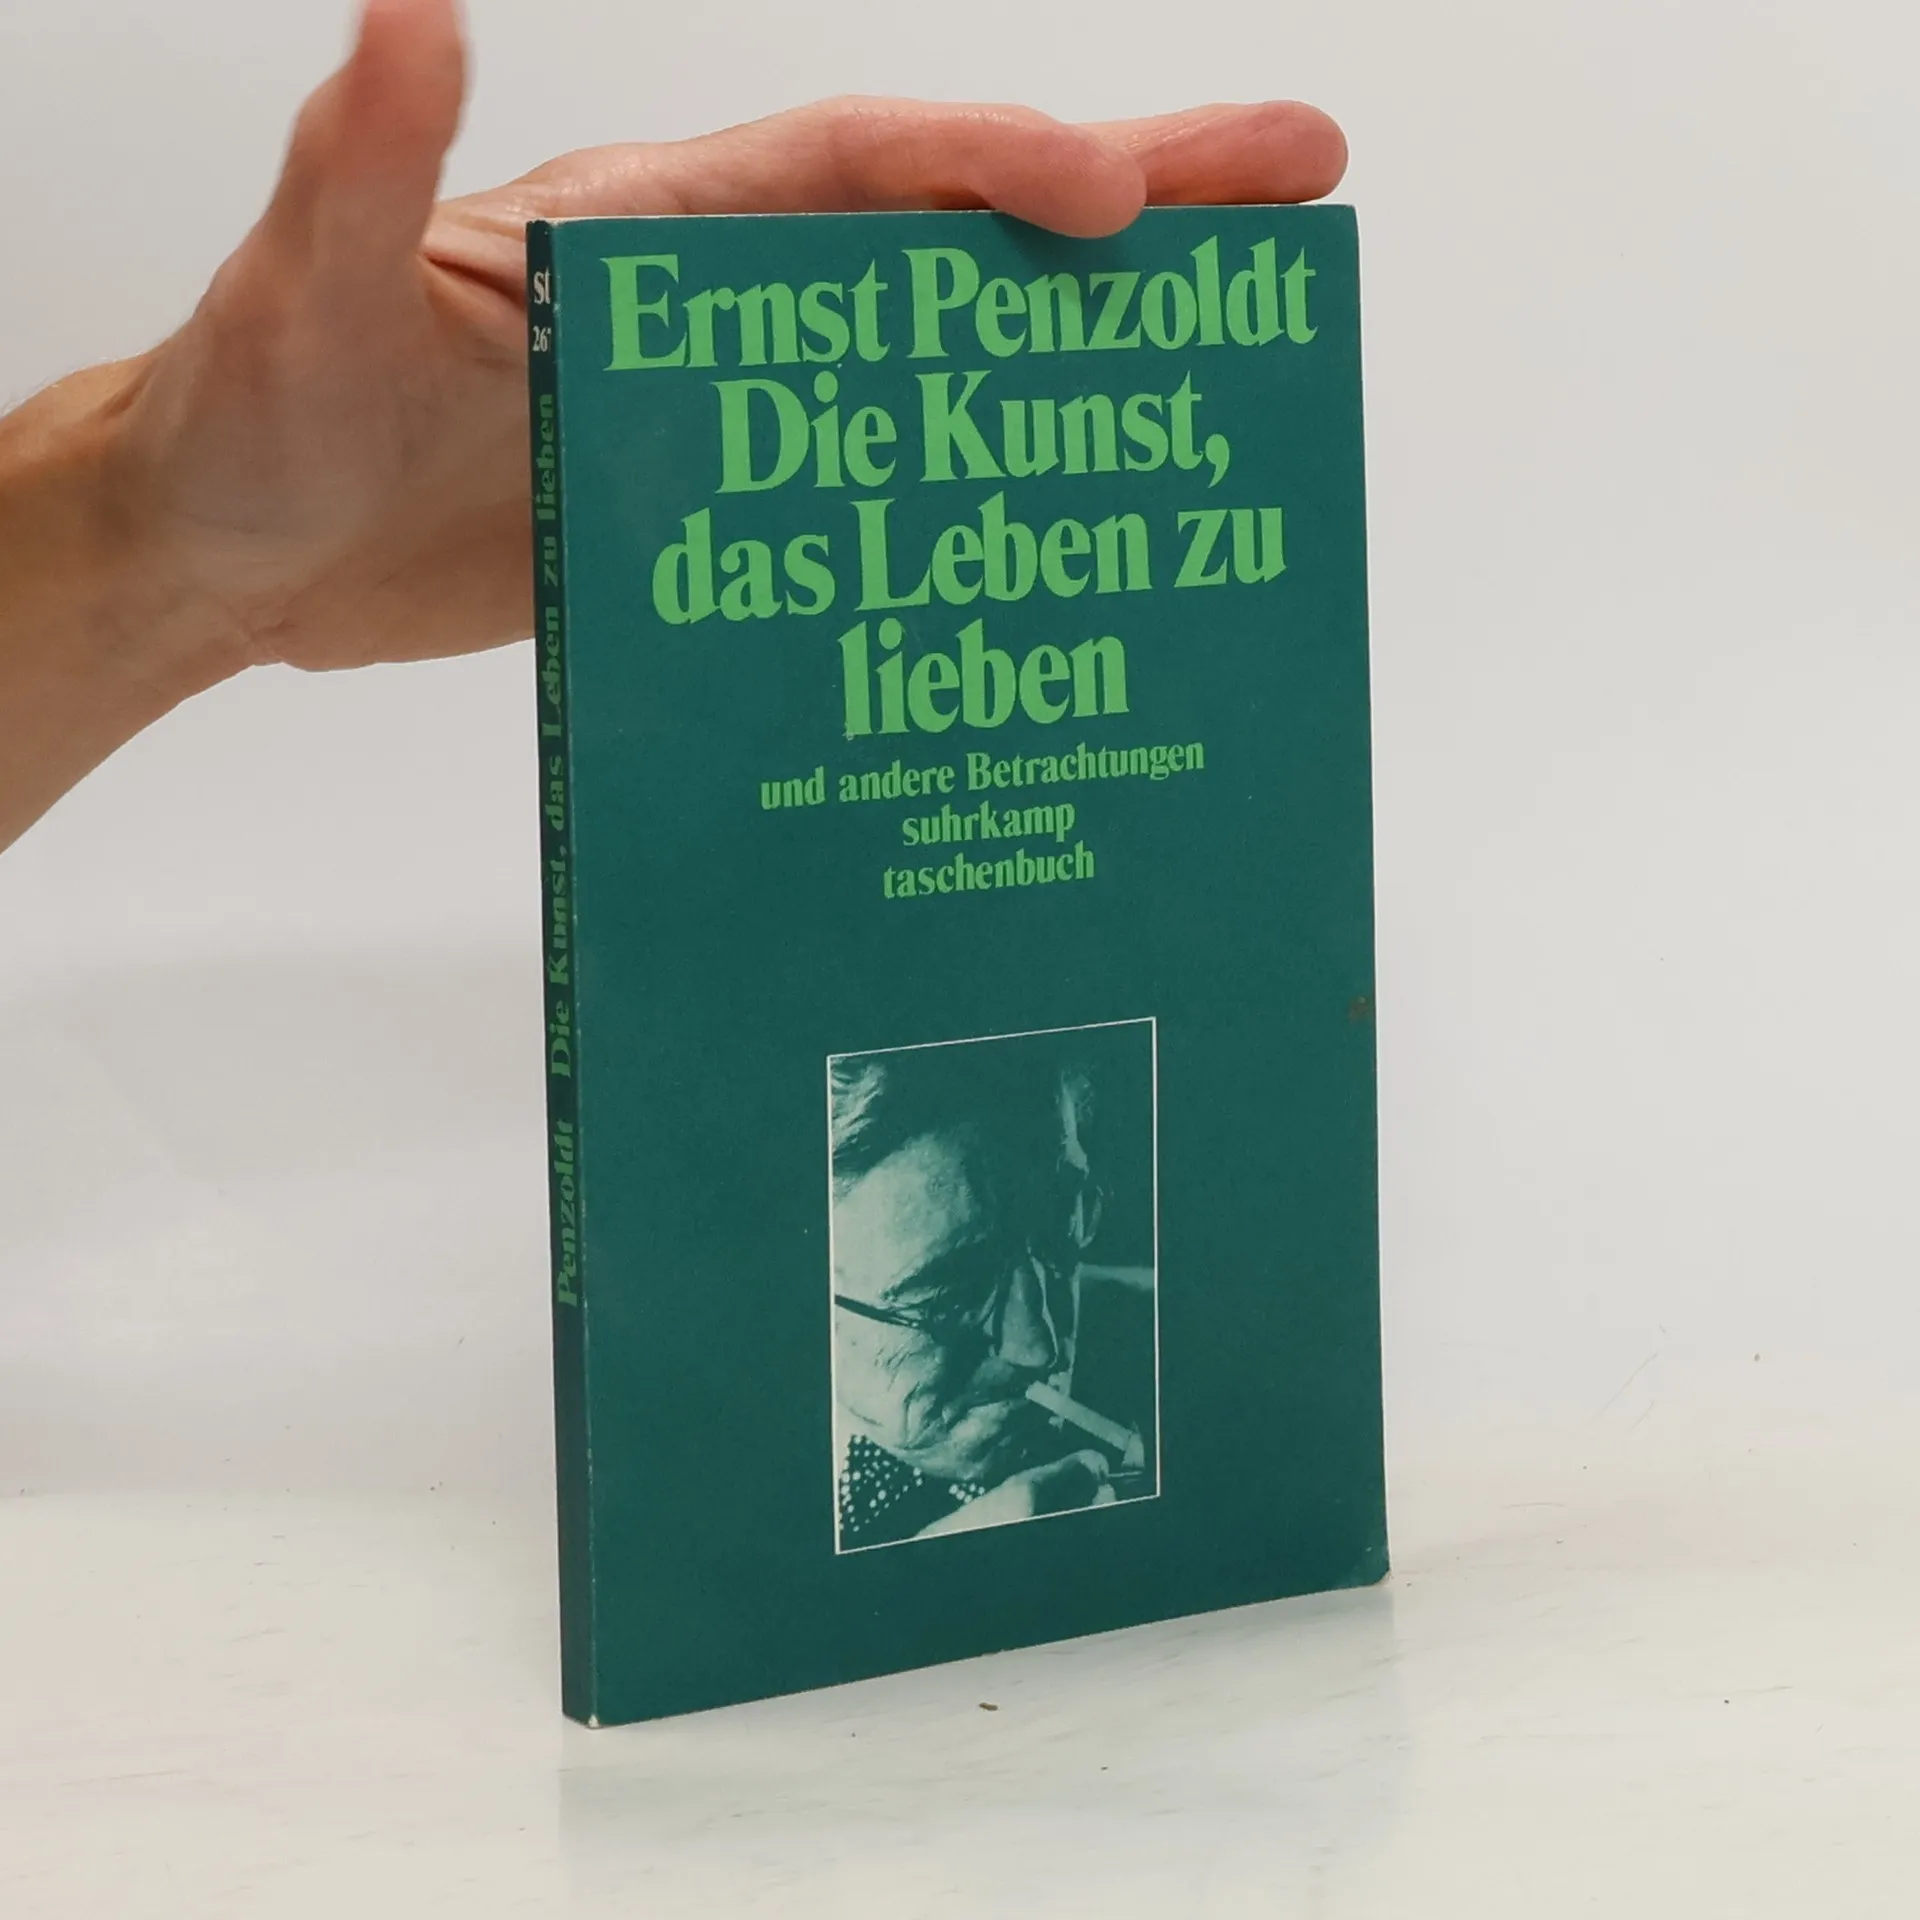 Ernst Penzoldt
Die Kunst,
das Leben zu
lieben
und andere Betrachtungen
suhrkamp
taschenbuch
st
Penzoldt Die Kunst, das Leben zu lieben